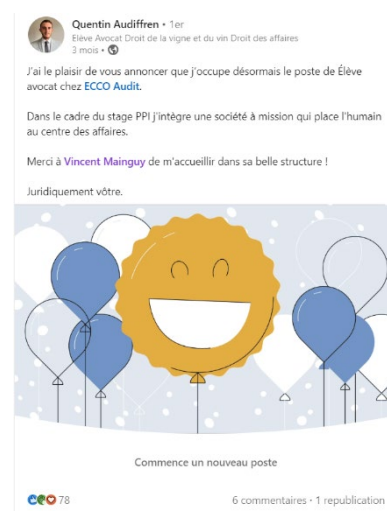 Quentin Audiffren • 1er
Elève Avocat Droit de la vigne et du vin Droit des affaires
3 mois •
J'ai le plaisir de vous annoncer que j'occupe désormais le poste de Élève
avocat chez ECCO Audit.
Dans le cadre du stage PPI j'intègre une société à mission qui place l'humain
au centre des affaires.
Merci à Vincent Mainguy de m'accueillir dans sa belle structure !
Juridiquement vôtre.
Commence un nouveau poste
78
6 commentaires • 1 republication